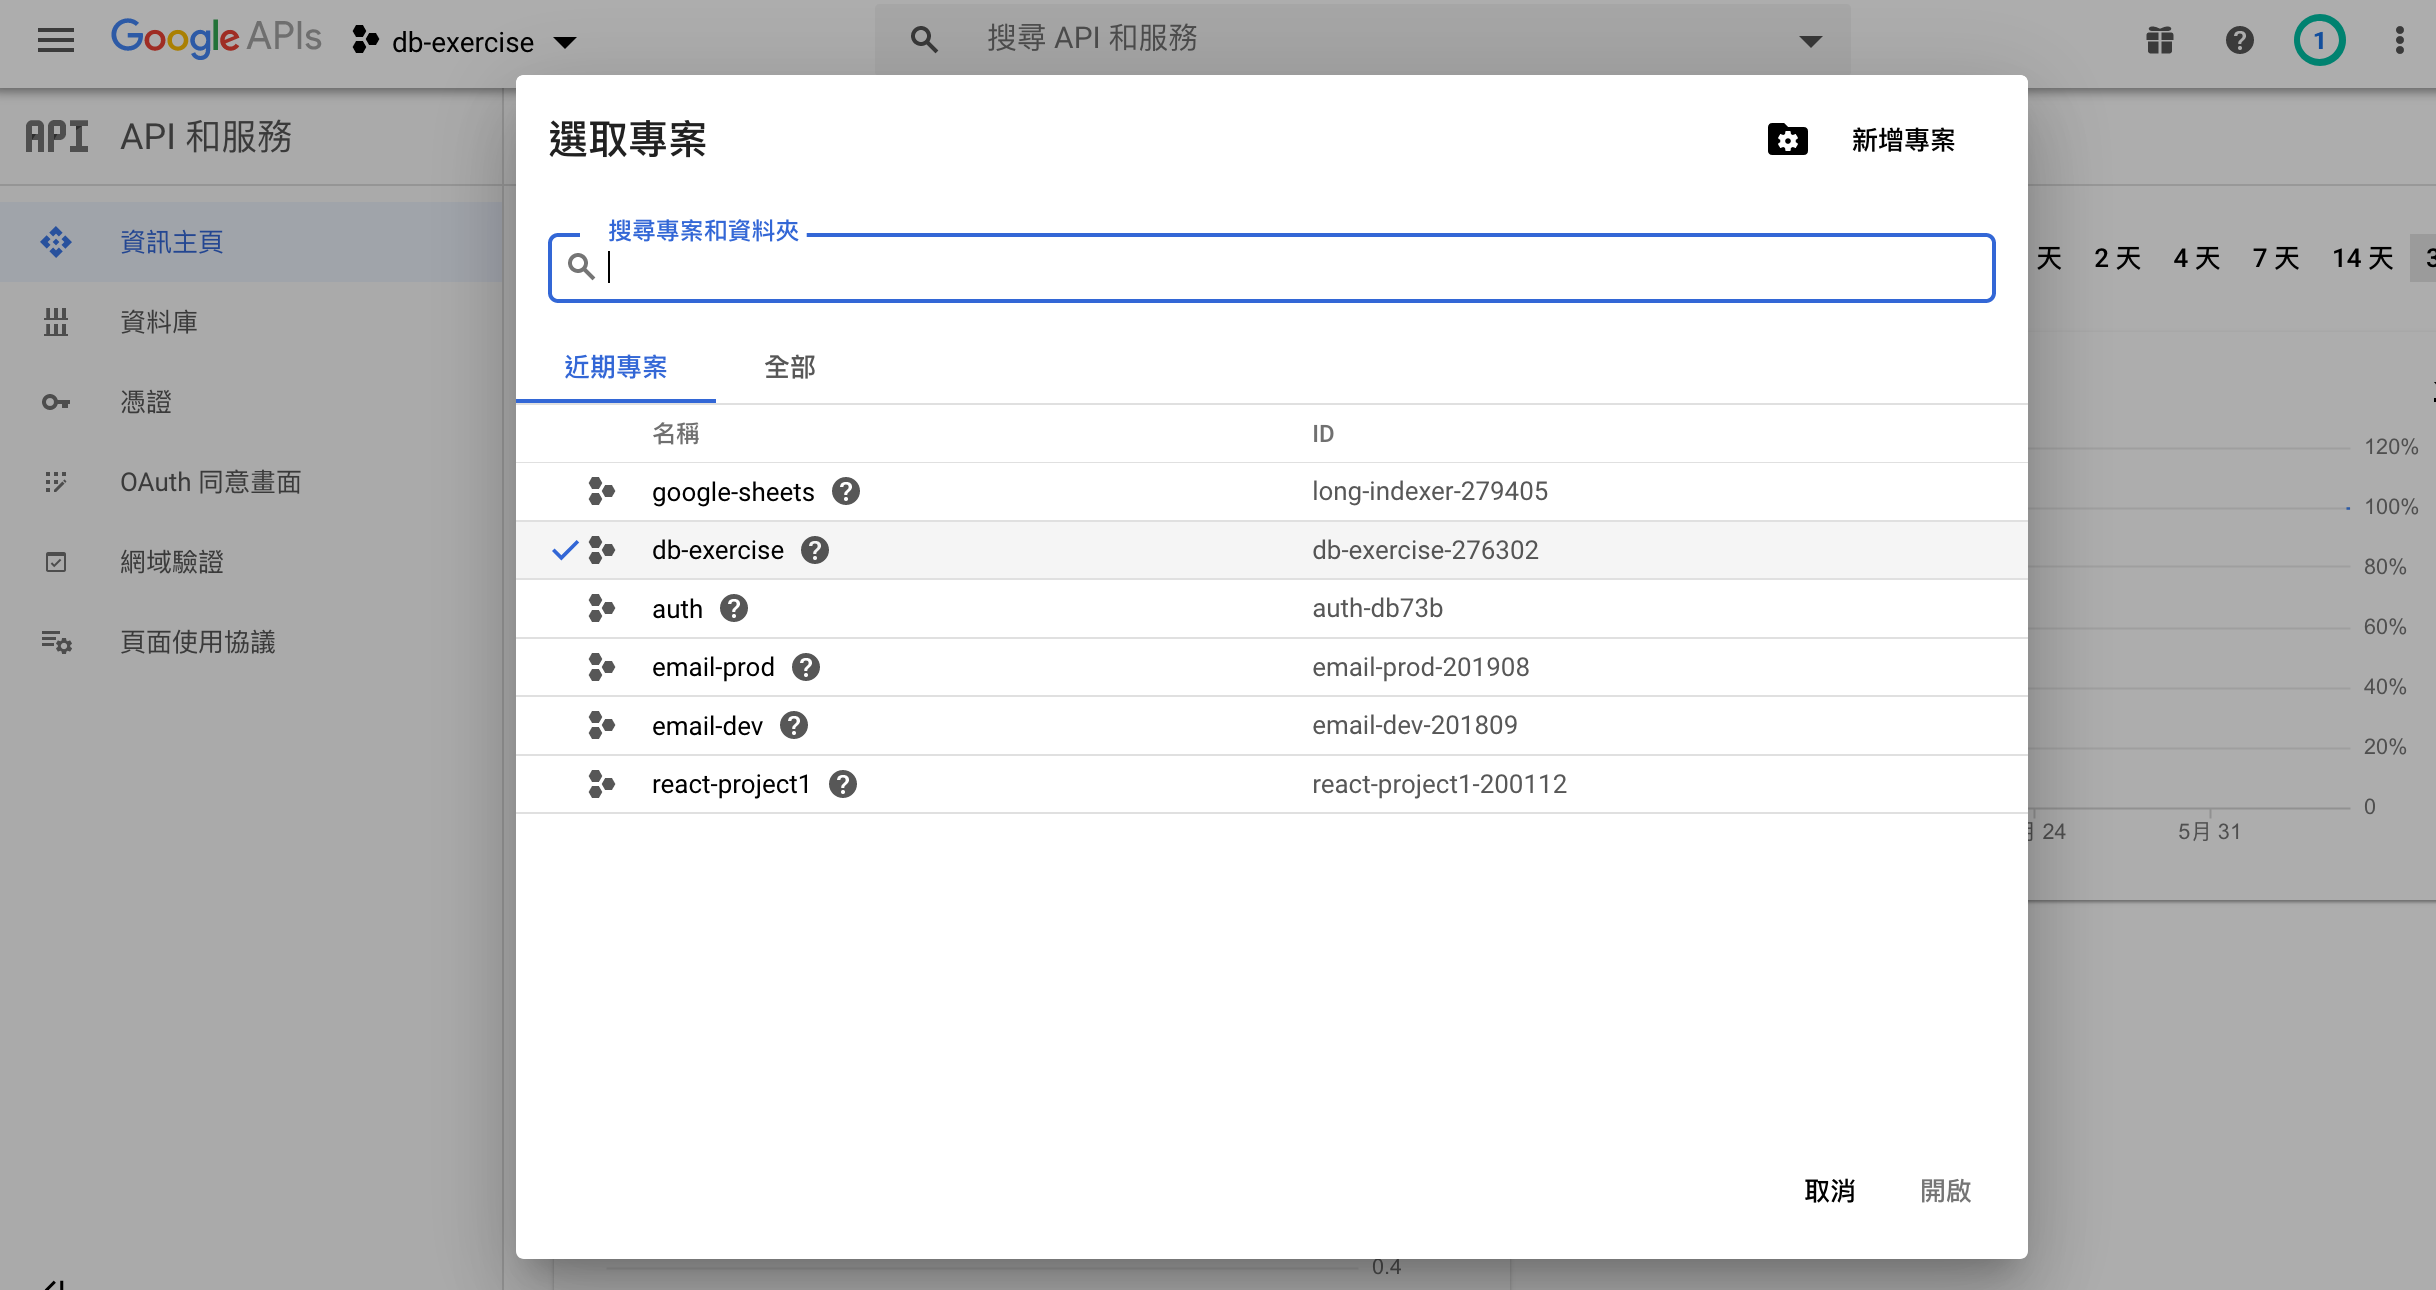 Google APIs db-exercise 搜尋 API 和服務 1
API API 和服務
資訊主頁
資料庫
憑證
OAuth 同意畫面
網域驗證
頁面使用協議
選取專案 新增專案
搜尋專案和資料夾
近期專案 全部
名稱 ID
google-sheets long-indexer-279405
db-exercise db-exercise-276302
auth auth-db73b
email-prod email-prod-201908
email-dev email-dev-201809
react-project1 react-project1-200112
取消 開啟
天 2 天 4 天 7 天 14 天
120%
100%
80%
60%
40%
20%
0
月 24 5月 31
0.4